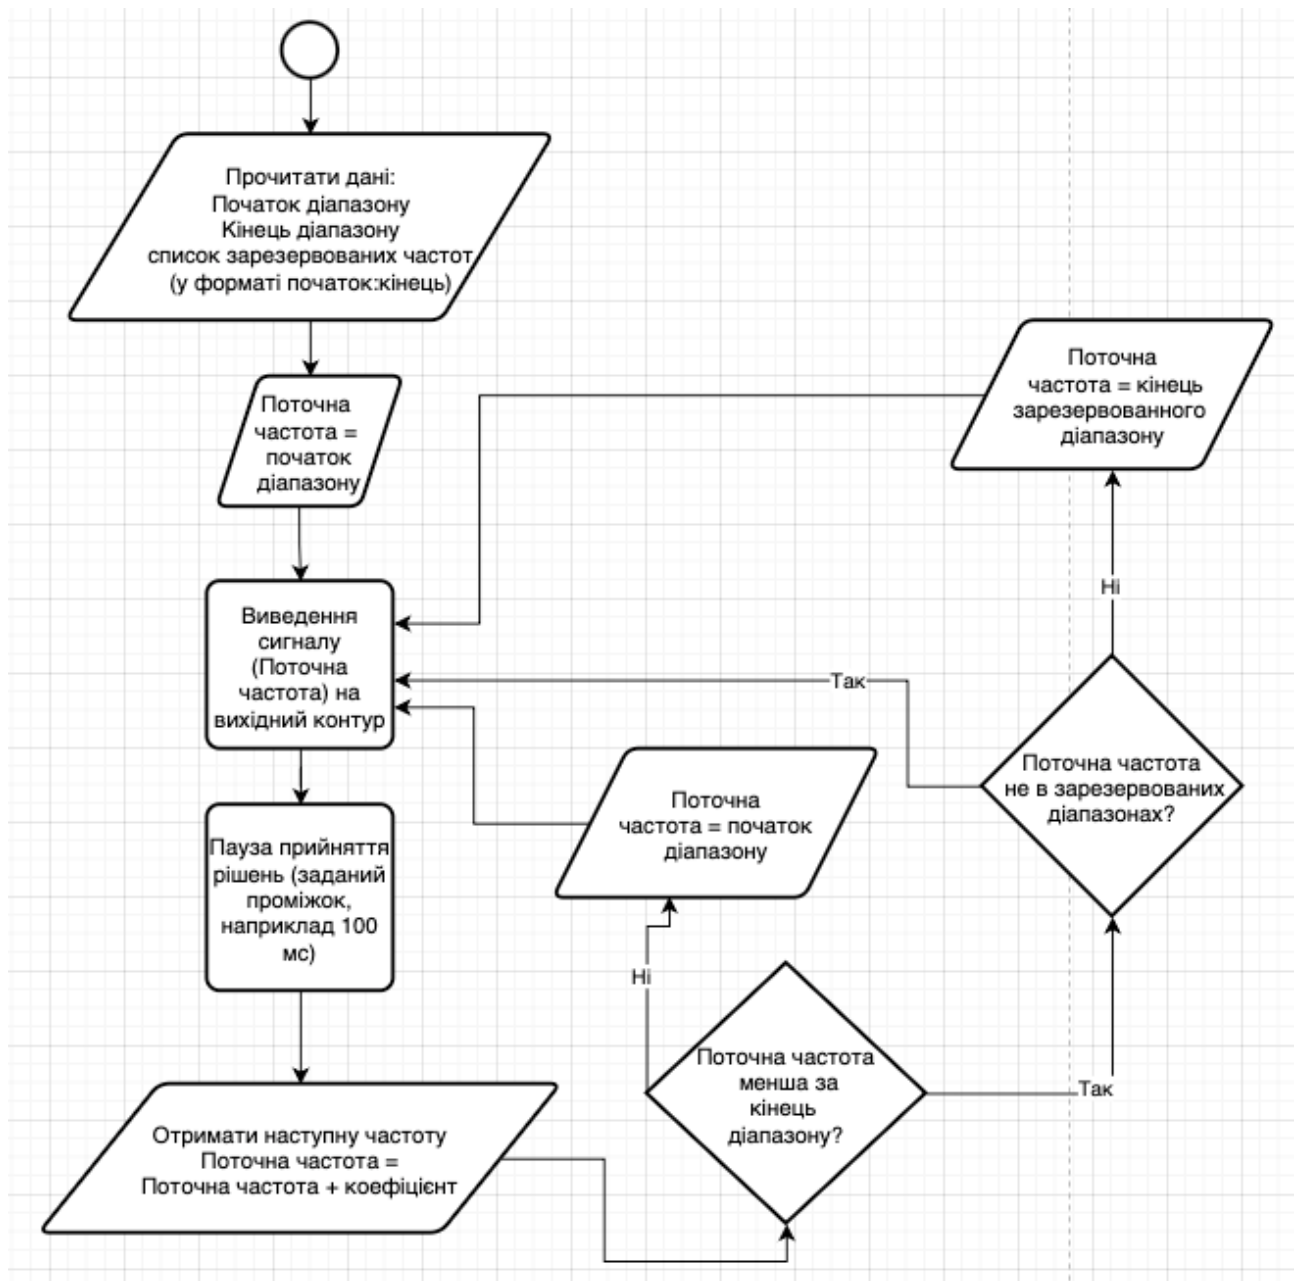 Прочитати дані:
Початок діапазону
Кінець діапазону
список зарезервованих частот
(у форматі початок:кінець)
Поточна
частота =
початок
діапазону
Виведення
сигналу
(Поточна
частота) на
вихідний контур
Пауза прийняття
рішень (заданий
проміжок,
наприклад 100
мс)
Отримати наступну частоту
Поточна частота =
Поточна частота + коефіцієнт
Поточна частота
менша за
кінець
діапазону?
Ні
Поточна
частота = початок
діапазону
Так
Поточна частота
не в зарезервованих
діапазонах?
Так
Ні
Поточна
частота = кінець
зарезервованного
діапазону